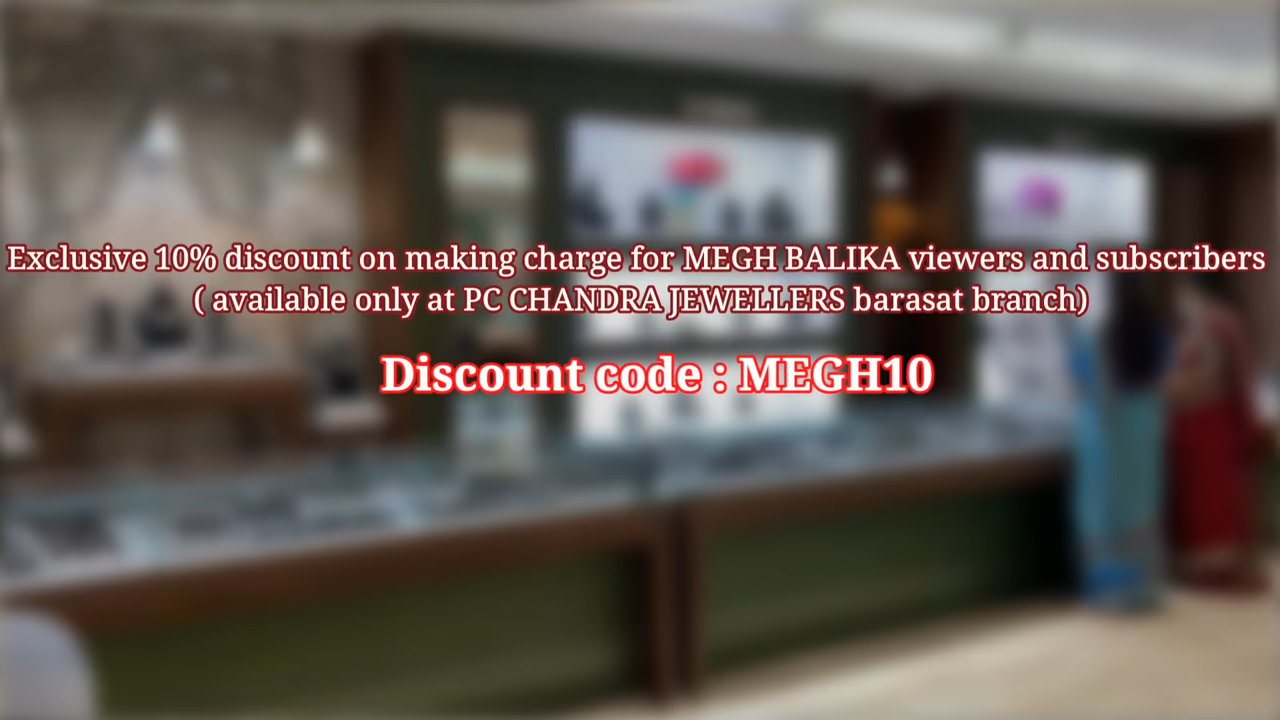 Exclusive 10% discount on making charge for MEGH BALIKA viewers and subscribers
( available only at PC CHANDRA JEWELLERS barasat branch)
Discount code : MEGH10